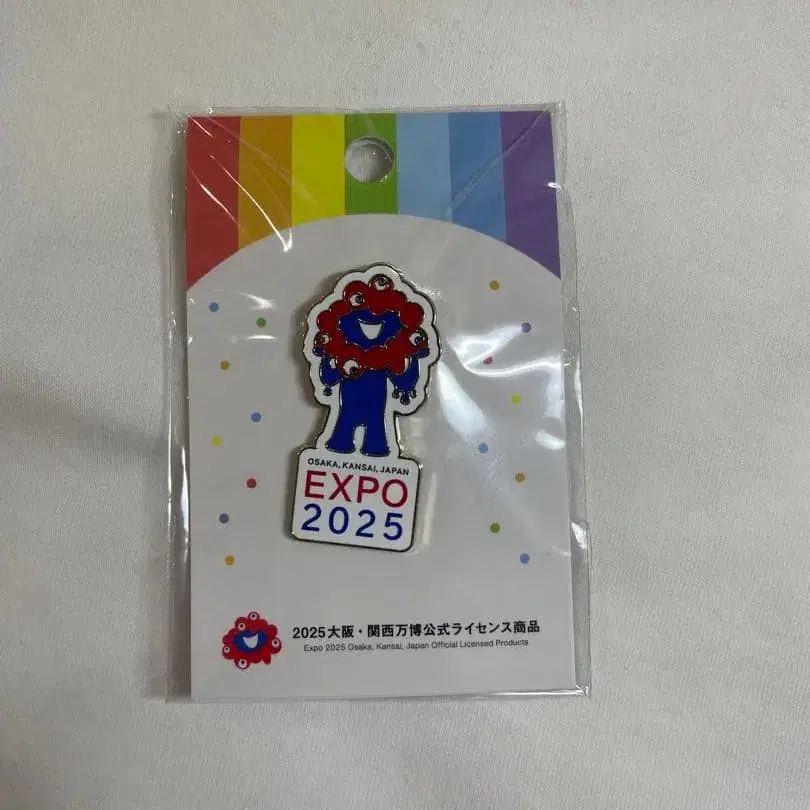 OSAKA, KANSAI, JAPAN
EXPO
2025
2025大阪・関西万博公式ライセンス商品
Expo 2025 Osaka, Kansai, Japan Official Licensed Products